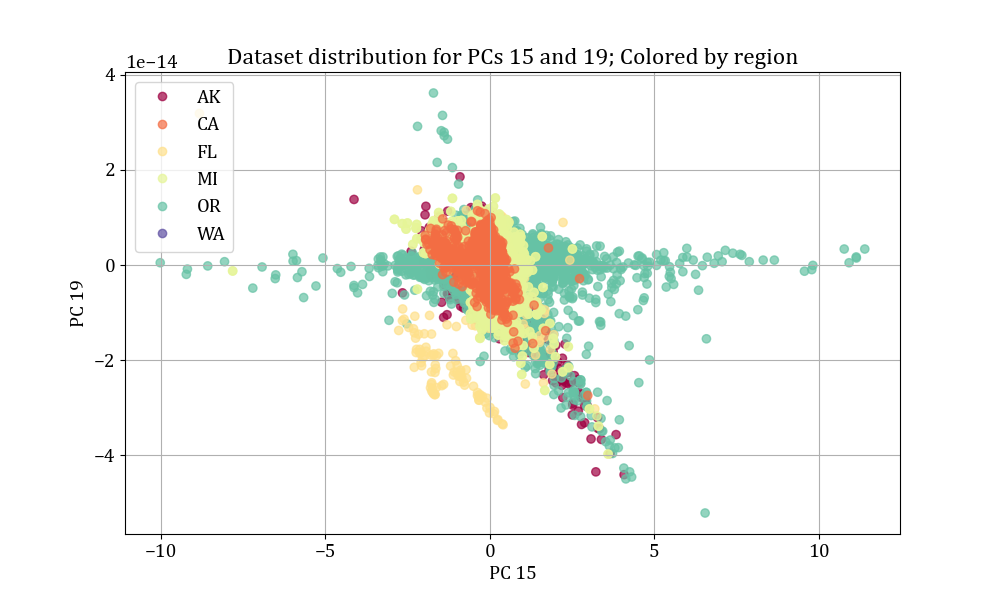 Dataset distribution for PCs 15 and 19; Colored by region
1e−14
4
2
0
−2
−4
PC 19
AK
CA
FL
MI
OR
WA
−10
−5
0
5
10
PC 15